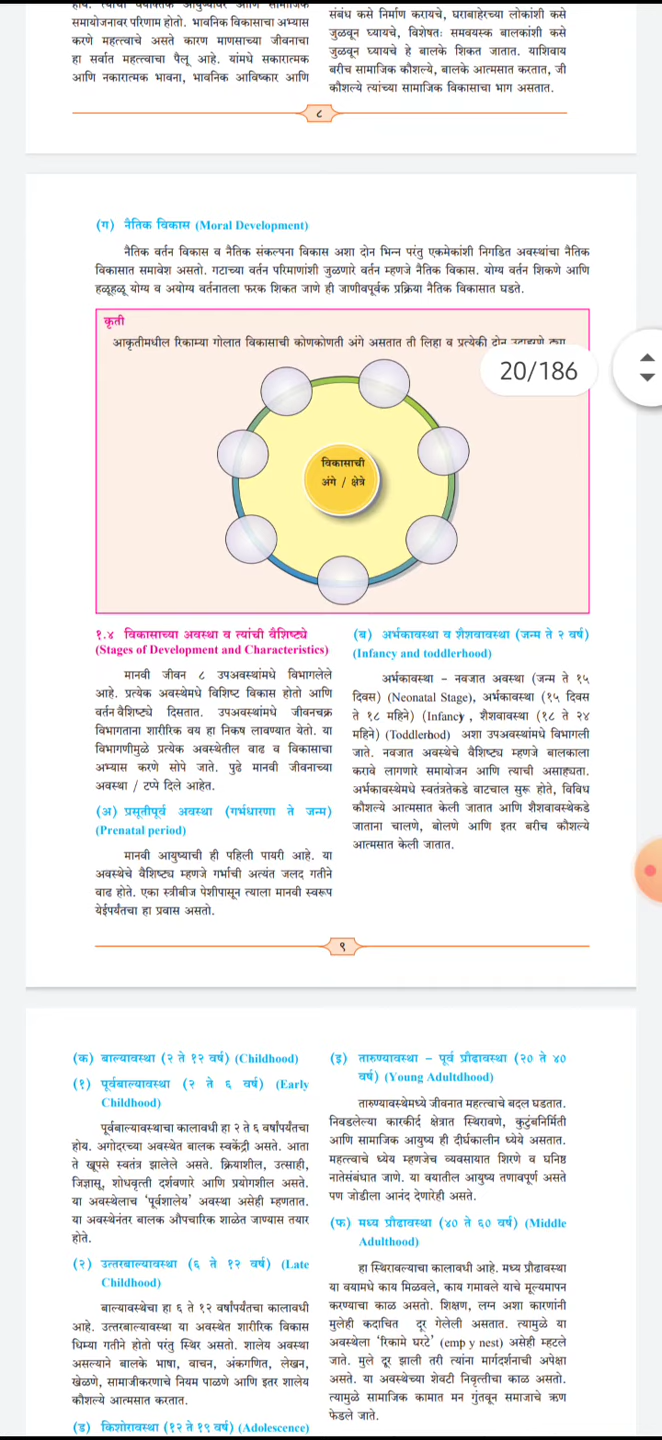 समायोजनावर परिणाम होतो. भावनिक विकासाचा अभ्यास
करणे महत्त्वाचे असते कारण माणसाच्या जीवनाचा
हा सर्वात महत्त्वाचा पैलू आहे. यांमधे सकारात्मक
आणि नकारात्मक भावना, भावनिक आविष्कार आणि
संबंध कसे निर्माण करायचे, घराबाहेरच्या लोकांशी कसे
जुळवून घ्यायचे, विशेषतः समवयस्क बालकांशी कसे
जुळवून घ्यायचे हे बालके शिकत जातात. याशिवाय
बरीच सामाजिक कौशल्ये, बालके आत्मसात करतात, जी
कौशल्ये त्यांच्या सामाजिक विकासाचा भाग असतात.
८
(ग) नैतिक विकास (Moral Development)
नैतिक वर्तन विकास व नैतिक संकल्पना विकास अशा दोन भिन्न परंतु एकमेकांशी निगडित अवस्थांचा नैतिक
विकासात समावेश असतो. गटाच्या वर्तन परिमाणांशी जुळणारे वर्तन म्हणजे नैतिक विकास. योग्य वर्तन शिकणे आणि
हळूहळू योग्य व अयोग्य वर्तनातला फरक शिकत जाणे ही जाणीवपूर्वक प्रक्रिया नैतिक विकासात घडते.
कृती
आकृतीमधील रिकाम्या गोलात विकासाची कोणकोणती अंगे असतात ती लिहा व प्रत्येकी दोन
20/186
विकासाची
अंगे / क्षेत्रे
१.४ विकासाच्या अवस्था व त्यांची वैशिष्ट्ये
(Stages of Development and Characteristics)
मानवी जीवन ८ उपअवस्थांमधे विभागलेले
आहे. प्रत्येक अवस्थेमधे विशिष्ट विकास होतो आणि
वर्तन वैशिष्ट्ये दिसतात. उपअवस्थांमधे जीवनचक्र
विभागताना शारीरिक वय हा निकष लावण्यात येतो. या
विभागणीमुळे प्रत्येक अवस्थेतील वाढ व विकासाचा
अभ्यास करणे सोपे जाते. पुढे मानवी जीवनाच्या
अवस्था / टप्पे दिले आहेत.
(अ) प्रसूतीपूर्व अवस्था (गर्भधारणा ते जन्म)
(Prenatal period)
मानवी आयुष्याची ही पहिली पायरी आहे. या
अवस्थेचे वैशिष्ट्य म्हणजे गर्भाची अत्यंत जलद गतीने
वाढ होते. एका स्त्रीबीज पेशीपासून त्याला मानवी स्वरूप
येईपर्यंतचा हा प्रवास असतो.
(ब) अर्भकावस्था व शैशवावस्था (जन्म ते २ वर्ष)
(Infancy and toddlerhood)
अर्भकावस्था – नवजात अवस्था (जन्म ते १५
दिवस) (Neonatal Stage), अर्भकावस्था (१५ दिवस
ते १८ महिने) (Infancy , शैशवावस्था (१८ ते २४
महिने) (Toddlerhod) अशा उपअवस्थांमधे विभागली
जाते. नवजात अवस्थेचे वैशिष्ट्य म्हणजे बालकाला
करावे लागणारे समायोजन आणि त्याची असाहृयता.
अर्भकावस्थेमधे स्वतंत्रतेकडे वाटचाल सुरू होते, विविध
कौशल्ये आत्मसात केली जातात आणि शैशवावस्थेकडे
जाताना चालणे, बोलणे आणि इतर बरीच कौशल्ये
आत्मसात केली जातात.
९
(क) बाल्यावस्था (२ ते १२ वर्ष) (Childhood)
(१) पूर्वबाल्यावस्था (२ ते ६ वर्ष) (Early
Childhood)
पूर्वबाल्यावस्थाचा कालावधी हा २ ते ६ वर्षांपर्यंतचा
होय. अगोदरच्या अवस्थेत बालक स्वकेंद्री असते. आता
ते खूपसे स्वतंत्र झालेले असते. क्रियाशील, उत्साही,
जिज्ञासू, शोधवृत्ती दर्शवणारे आणि प्रयोगशील असते.
या अवस्थेलाच ‘पूर्वशालेय’ अवस्था असेही म्हणतात.
या अवस्थेनंतर बालक औपचारिक शाळेत जाण्यास तयार
होते.
(२) उत्तरबाल्यावस्था (६ ते १२ वर्ष) (Late
Childhood)
बाल्यावस्थेचा हा ६ ते १२ वर्षांपर्यंतचा कालावधी
आहे. उत्तरबाल्यावस्था या अवस्थेत शारीरिक विकास
धिम्या गतीने होतो परंतु स्थिर असतो. शालेय अवस्था
असल्याने बालके भाषा, वाचन, अंकगणित, लेखन,
खेळणे, सामाजीकरणाचे नियम पाळणे आणि इतर शालेय
कौशल्ये आत्मसात करतात.
(ड) किशोरावस्था (१२ ते १९ वर्ष) (Adolescence)
(इ) तारुण्यावस्था – पूर्व प्रौढावस्था (२० ते ४०
वर्ष) (Young Adultdhood)
तारुण्यावस्थेमध्ये जीवनात महत्त्वाचे बदल घडतात.
निवडलेल्या कारकीर्द क्षेत्रात स्थिरावणे, कुटुंबनिर्मिती
आणि सामाजिक आयुष्य ही दीर्घकालीन ध्येये असतात.
महत्त्वाचे ध्येय म्हणजेच व्यवसायात शिरणे व घनिष्ठ
नातेसंबंधात जाणे. या वयातील आयुष्य तणावपूर्ण असते
पण जोडीला आनंद देणारेही असते.
(फ) मध्य प्रौढावस्था (४० ते ६० वर्ष) (Middle
Adulthood)
हा स्थिरावल्याचा कालावधी आहे. मध्य प्रौढावस्था
या वयामधे काय मिळवले, काय गमावले याचे मूल्यमापन
करण्याचा काळ असतो. शिक्षण, लग्न अशा कारणांनी
मुलेही कदाचित दूर गेलेली असतात. त्यामुळे या
अवस्थेला ‘रिकामे घरटे’ (emp y nest) असेही म्हटले
जाते. मुले दूर झाली तरी त्यांना मार्गदर्शनाची अपेक्षा
असते. या अवस्थेच्या शेवटी निवृत्तीचा काळ असतो.
त्यामुळे सामाजिक कामात मन गुंतवून समाजाचे ऋण
फेडले जाते.